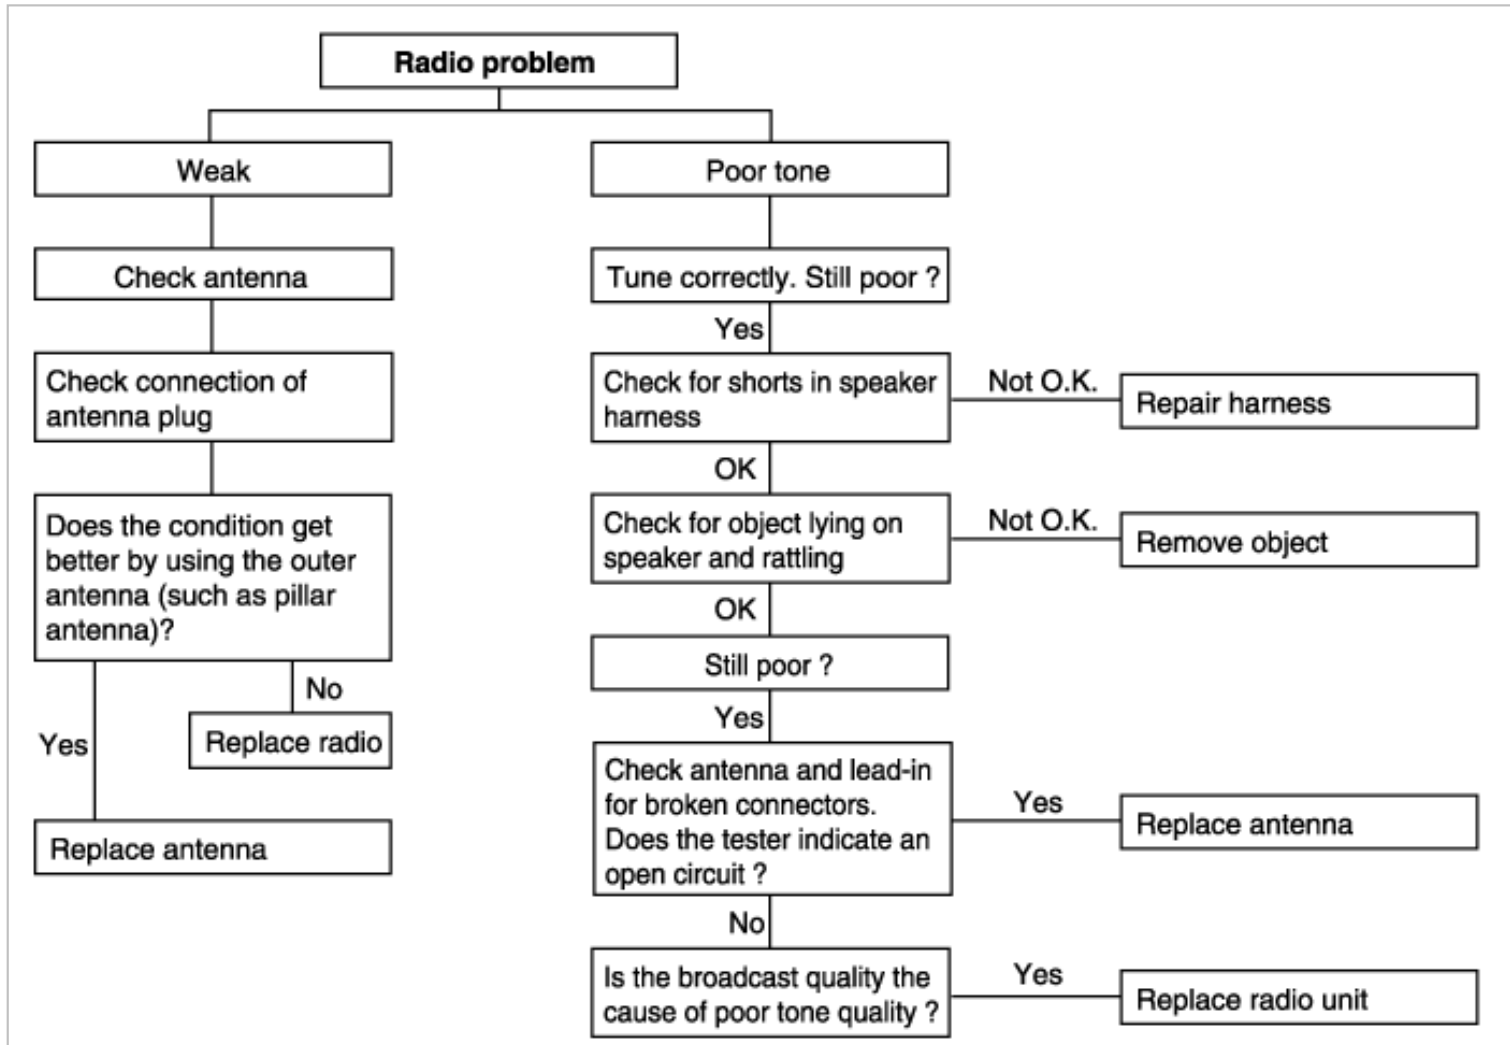 Radio problem
Weak
Poor tone
Check antenna
Tune correctly. Still poor ?
Yes
Check connection of
antenna plug
Check for shorts in speaker
harness
Not O.K.
Repair harness
OK
Does the condition get
better by using the outer
antenna (such as pillar
antenna)?
Check for object lying on
speaker and rattling
Not O.K.
Remove object
OK
Still poor ?
No
Replace radio
Yes
Replace antenna
Yes
Check antenna and lead-in
for broken connectors.
Does the tester indicate an
open circuit ?
Yes
Replace antenna
No
Is the broadcast quality the
cause of poor tone quality ?
Yes
Replace radio unit